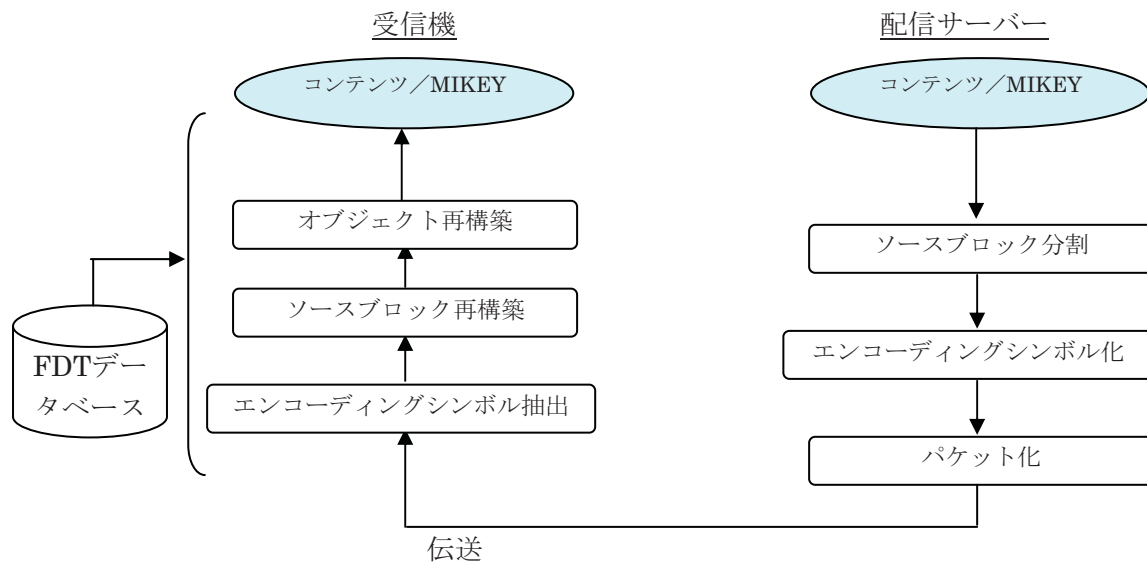 受信機
配信サーバー
コンテンツ／MIKEY
コンテンツ／MIKEY
オブジェクト再構築
ソースブロック分割
ソースブロック再構築
エンコーディングシンボル化
FDTデー
タベース
エンコーディングシンボル抽出
パケット化
伝送